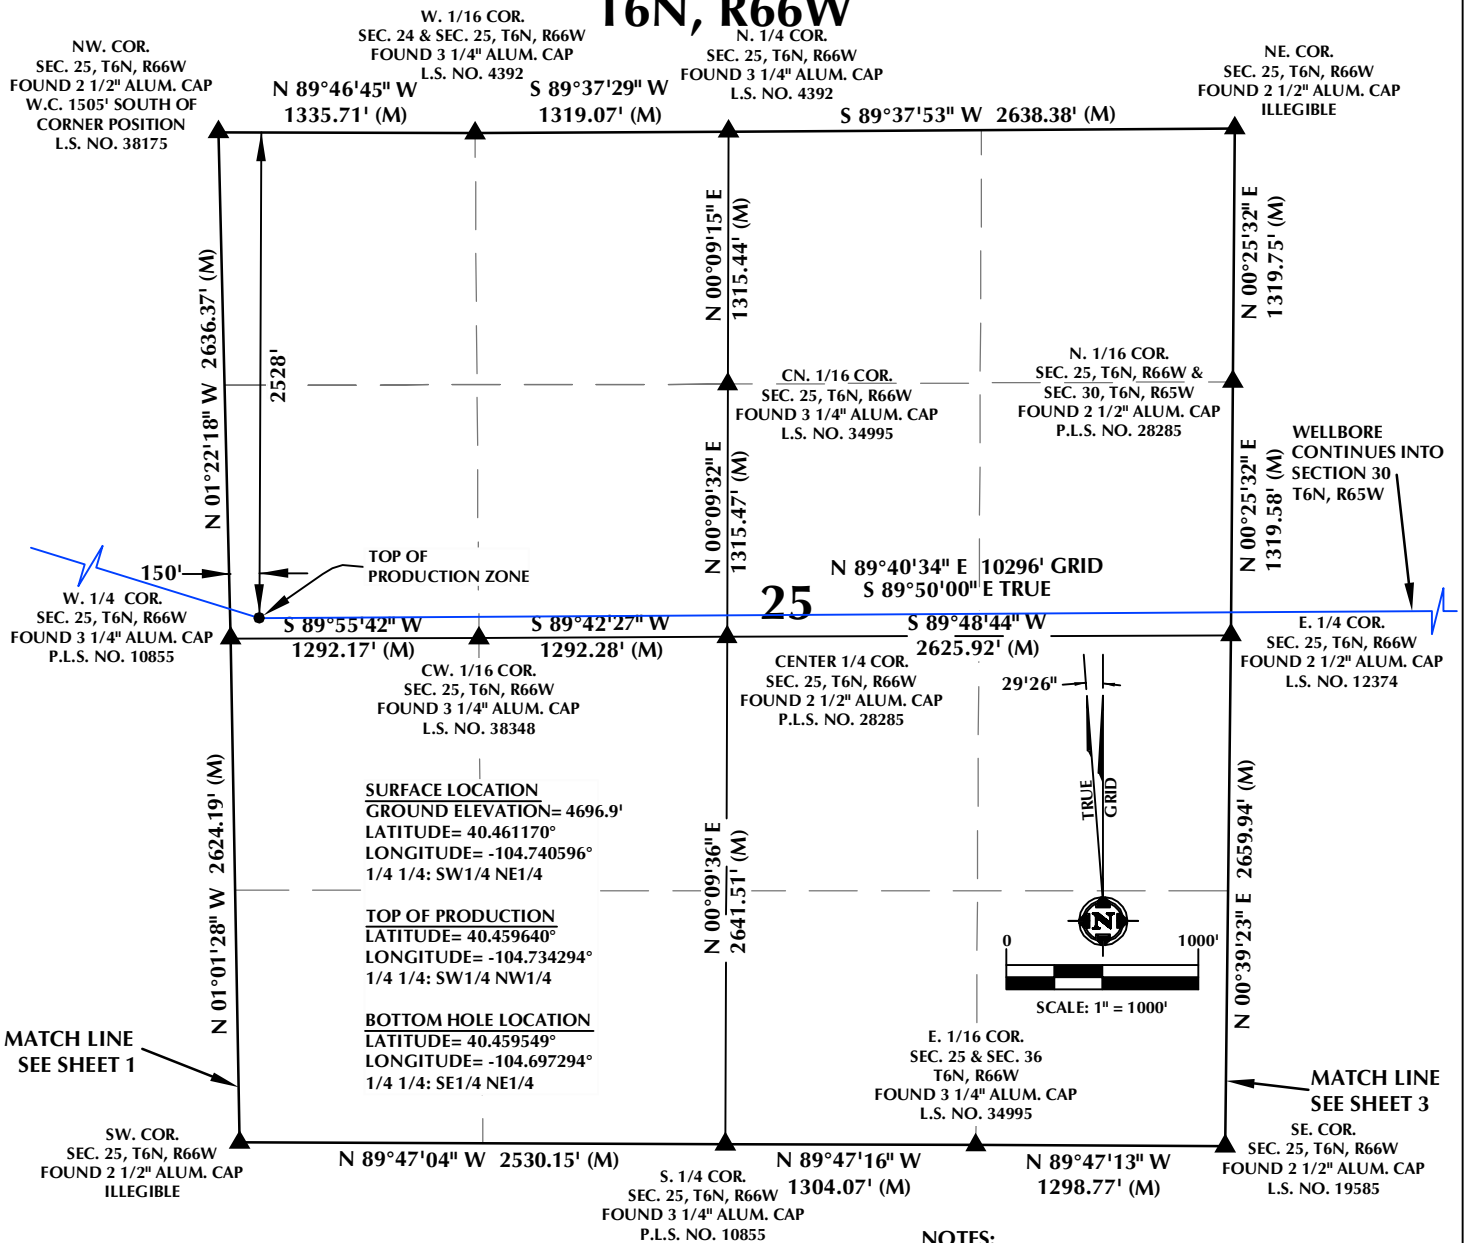 T6N, R66W
W. 1/16 COR.
SEC. 24 & SEC. 25, T6N, R66W
FOUND 3 1/4" ALUM. CAP
L.S. NO. 4392
N. 1/4 COR.
SEC. 25, T6N, R66W
FOUND 3 1/4" ALUM. CAP
L.S. NO. 4392
NW. COR.
SEC. 25, T6N, R66W
FOUND 2 1/2" ALUM. CAP
W.C. 1505' SOUTH OF
CORNER POSITION
L.S. NO. 38175
NE. COR.
SEC. 25, T6N, R66W
FOUND 2 1/2" ALUM. CAP
ILLEGIBLE
N 89°46'45" W
1335.71' (M)
S 89°37'29" W
1319.07' (M)
S 89°37'53" W 2638.38' (M)
N 01°22'18" W 2636.37' (M)
2528'
N 00°09'15" E
1315.44' (M)
N 00°25'32" E
1319.75' (M)
CN. 1/16 COR.
SEC. 25, T6N, R66W
FOUND 3 1/4" ALUM. CAP
L.S. NO. 34995
N. 1/16 COR.
SEC. 25, T6N, R66W &
SEC. 30, T6N, R65W
FOUND 2 1/2" ALUM. CAP
P.L.S. NO. 28285
WELLBORE
CONTINUES INTO
SECTION 30
T6N, R65W
N 00°09'32" E
1315.47' (M)
N 00°25'32" E
1319.58' (M)
150'
TOP OF
PRODUCTION ZONE
N 89°40'34" E 10296' GRID
S 89°50'00" E TRUE
25
W. 1/4 COR.
SEC. 25, T6N, R66W
FOUND 3 1/4" ALUM. CAP
P.L.S. NO. 10855
S 89°55'42" W
1292.17' (M)
S 89°42'27" W
1292.28' (M)
S 89°48'44" W
2625.92' (M)
E. 1/4 COR.
SEC. 25, T6N, R66W
FOUND 2 1/2" ALUM. CAP
L.S. NO. 12374
CW. 1/16 COR.
SEC. 25, T6N, R66W
FOUND 3 1/4" ALUM. CAP
L.S. NO. 38348
CENTER 1/4 COR.
SEC. 25, T6N, R66W
FOUND 2 1/2" ALUM. CAP
P.L.S. NO. 28285
29'26"
TRUE
GRID
N
N 01°01'28" W 2624.19' (M)
SURFACE LOCATION
GROUND ELEVATION= 4696.9'
LATITUDE= 40.461170°
LONGITUDE= -104.740596°
1/4 1/4: SW1/4 NE1/4
TOP OF PRODUCTION
LATITUDE= 40.459640°
LONGITUDE= -104.734294°
1/4 1/4: SW1/4 NW1/4
BOTTOM HOLE LOCATION
LATITUDE= 40.459549°
LONGITUDE= -104.697294°
1/4 1/4: SE1/4 NE1/4
N 00°09'36" E
2641.51' (M)
N 00°39'23" E 2659.94' (M)
0 1000'
SCALE: 1" = 1000'
MATCH LINE
SEE SHEET 1
E. 1/16 COR.
SEC. 25 & SEC. 36
T6N, R66W
FOUND 3 1/4" ALUM. CAP
L.S. NO. 34995
MATCH LINE
SEE SHEET 3
SW. COR.
SEC. 25, T6N, R66W
FOUND 2 1/2" ALUM. CAP
ILLEGIBLE
N 89°47'04" W 2530.15' (M)
S. 1/4 COR.
SEC. 25, T6N, R66W
FOUND 3 1/4" ALUM. CAP
P.L.S. NO. 10855
N 89°47'16" W
1304.07' (M)
N 89°47'13" W
1298.77' (M)
SE. COR.
SEC. 25, T6N, R66W
FOUND 2 1/2" ALUM. CAP
L.S. NO. 19585
NOTES: